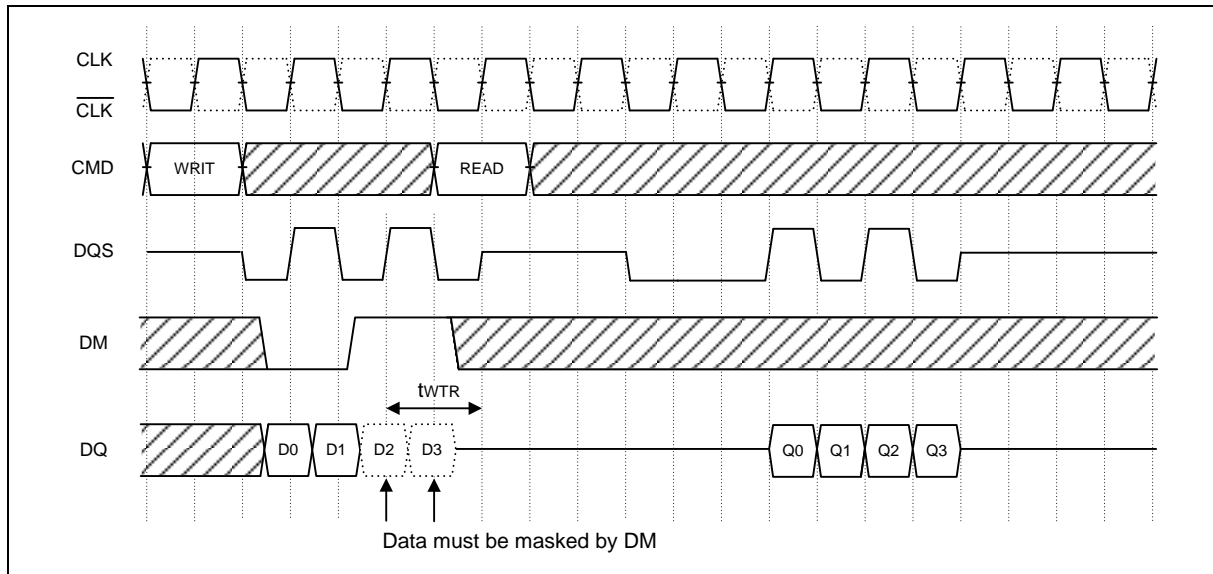 CLK
CLK
CMD WRIT READ
DQS
DM
tWTR
DQ D0 D1 D2 D3 Q0 Q1 Q2 Q3
Data must be masked by DM